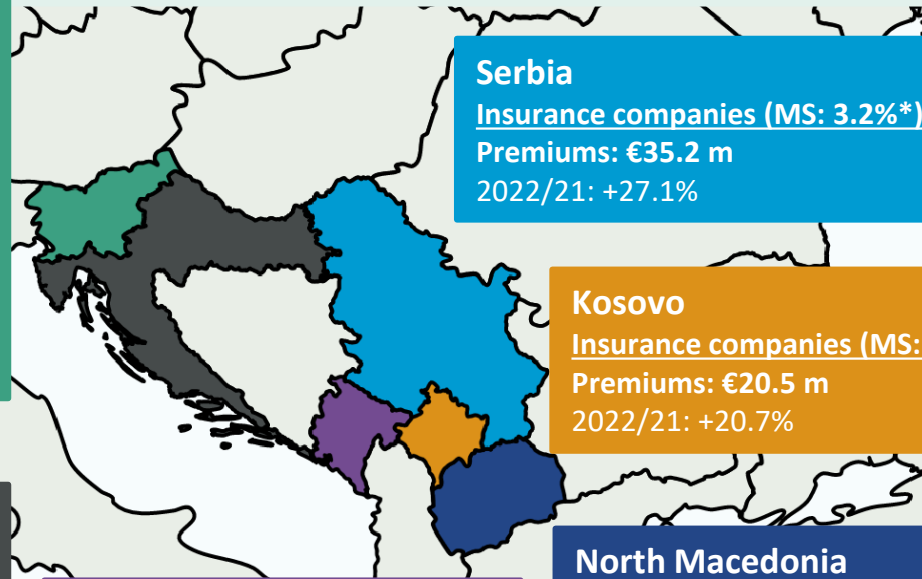 Serbia
Insurance companies (MS: 3.2%*)
Premiums: €35.2 m
2022/21: +27.1%
Kosovo
Insurance companies (MS:
Premiums: €20.5 m
2022/21: +20.7%
North Macedonia